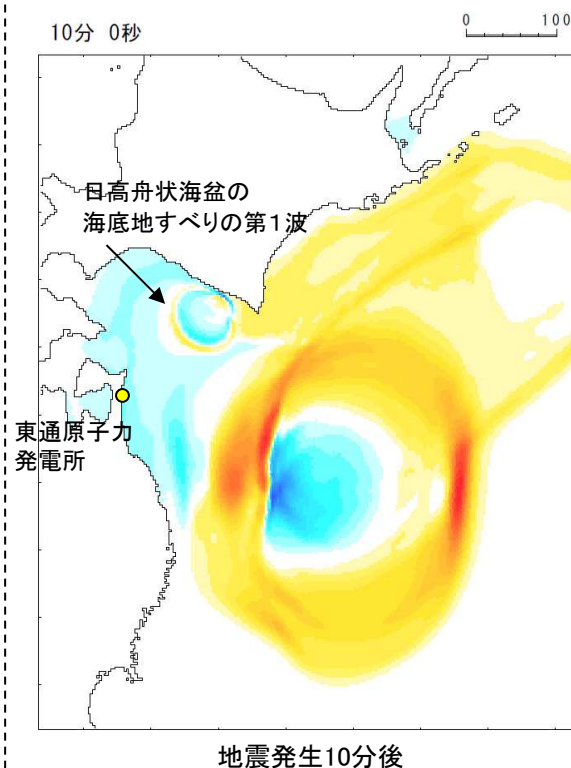 10分 0秒
0 100
日高舟状海盆の
海底地すべりの第1波
東通原子力
発電所
地震発生10分後